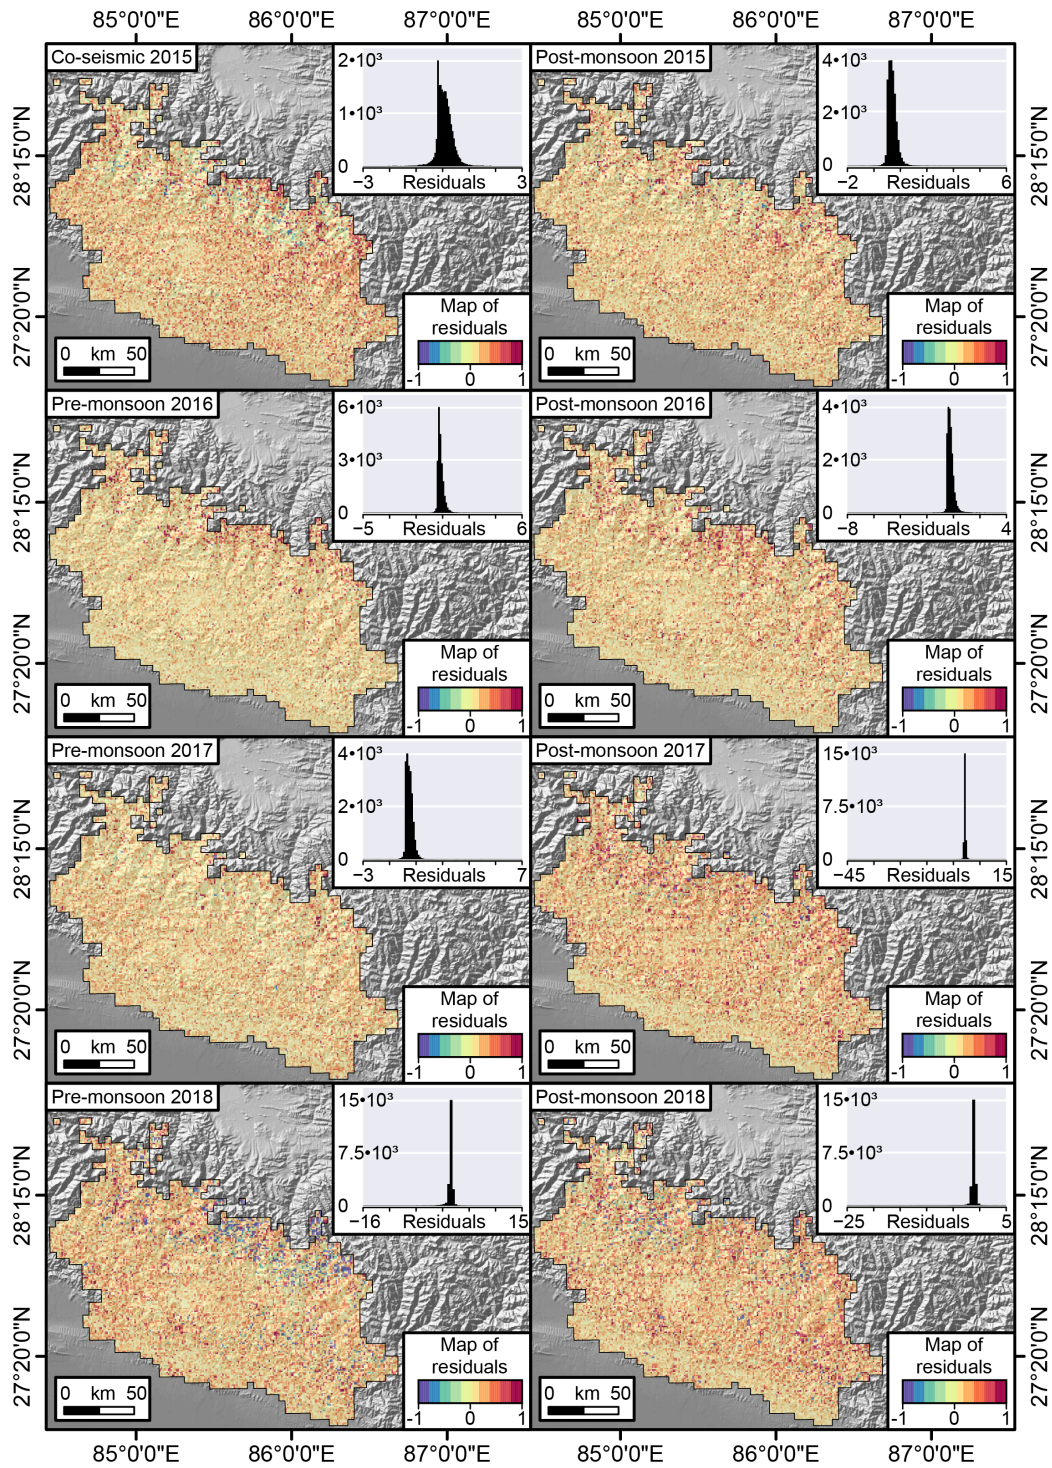 85°0'0"E 86°0'0"E 87°0'0"E 85°0'0"E 86°0'0"E 87°0'0"E
Co-seismic 2015
2•10³
1•10³
0
−3 Residuals 3
28°15'0"N
27°20'0"N
0 km 50
Map of
residuals
-1 0 1
Post-monsoon 2015
4•10³
2•10³
0
−2 Residuals 6
28°15'0"N
27°20'0"N
0 km 50
Map of
residuals
-1 0 1
Pre-monsoon 2016
6•10³
3•10³
0
−5 Residuals 6
28°15'0"N
27°20'0"N
0 km 50
Map of
residuals
-1 0 1
Post-monsoon 2016
4•10³
2•10³
0
−8 Residuals 4
28°15'0"N
27°20'0"N
0 km 50
Map of
residuals
-1 0 1
Pre-monsoon 2017
4•10³
2•10³
0
−3 Residuals 7
28°15'0"N
27°20'0"N
0 km 50
Map of
residuals
-1 0 1
Post-monsoon 2017
15•10³
7.5•10³
0
−45 Residuals 15
28°15'0"N
27°20'0"N
0 km 50
Map of
residuals
-1 0 1
Pre-monsoon 2018
15•10³
7.5•10³
0
−16 Residuals 15
28°15'0"N
27°20'0"N
0 km 50
Map of
residuals
-1 0 1
Post-monsoon 2018
15•10³
7.5•10³
0
−25 Residuals 5
28°15'0"N
27°20'0"N
0 km 50
Map of
residuals
-1 0 1
85°0'0"E 86°0'0"E 87°0'0"E 85°0'0"E 86°0'0"E 87°0'0"E